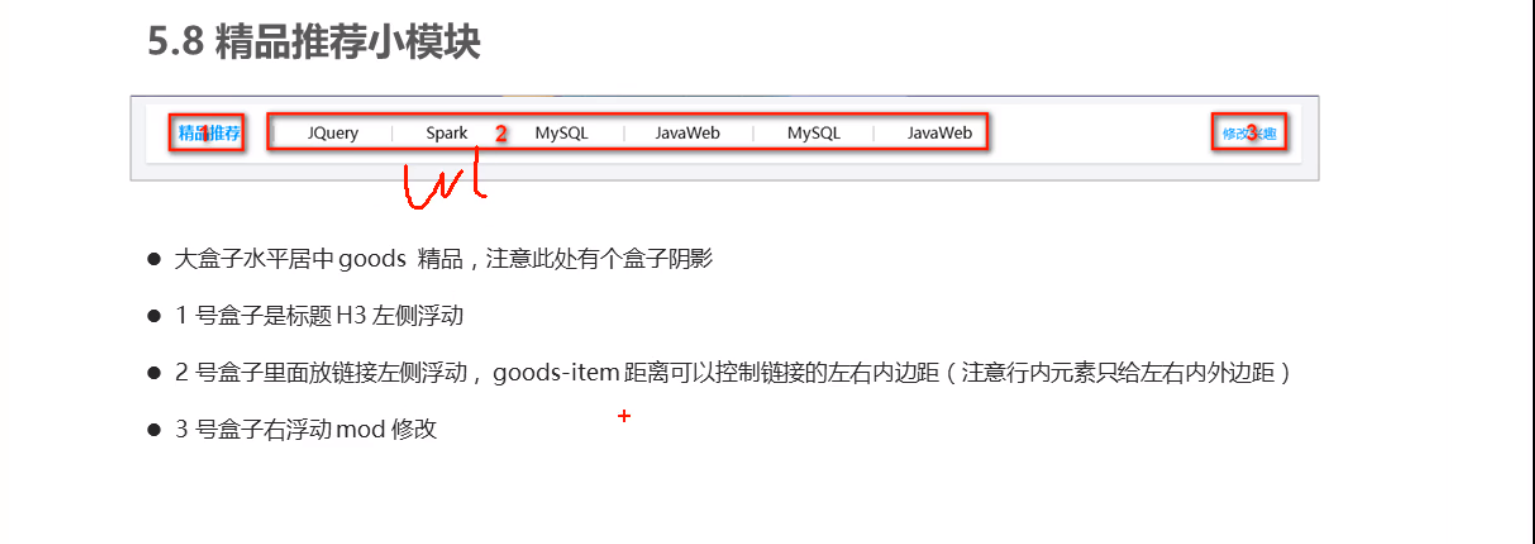 5.8 精品推荐小模块
精品推荐 1 | JQuery | Spark 2 | MySQL | JavaWeb | MySQL | JavaWeb 修改兴趣 3
● 大盒子水平居中 goods 精品，注意此处有个盒子阴影
● 1 号盒子是标题 H3 左侧浮动
● 2 号盒子里面放链接左侧浮动， goods-item 距离可以控制链接的左右内边距（注意行内元素只给左右内外边距）
● 3 号盒子右浮动 mod 修改